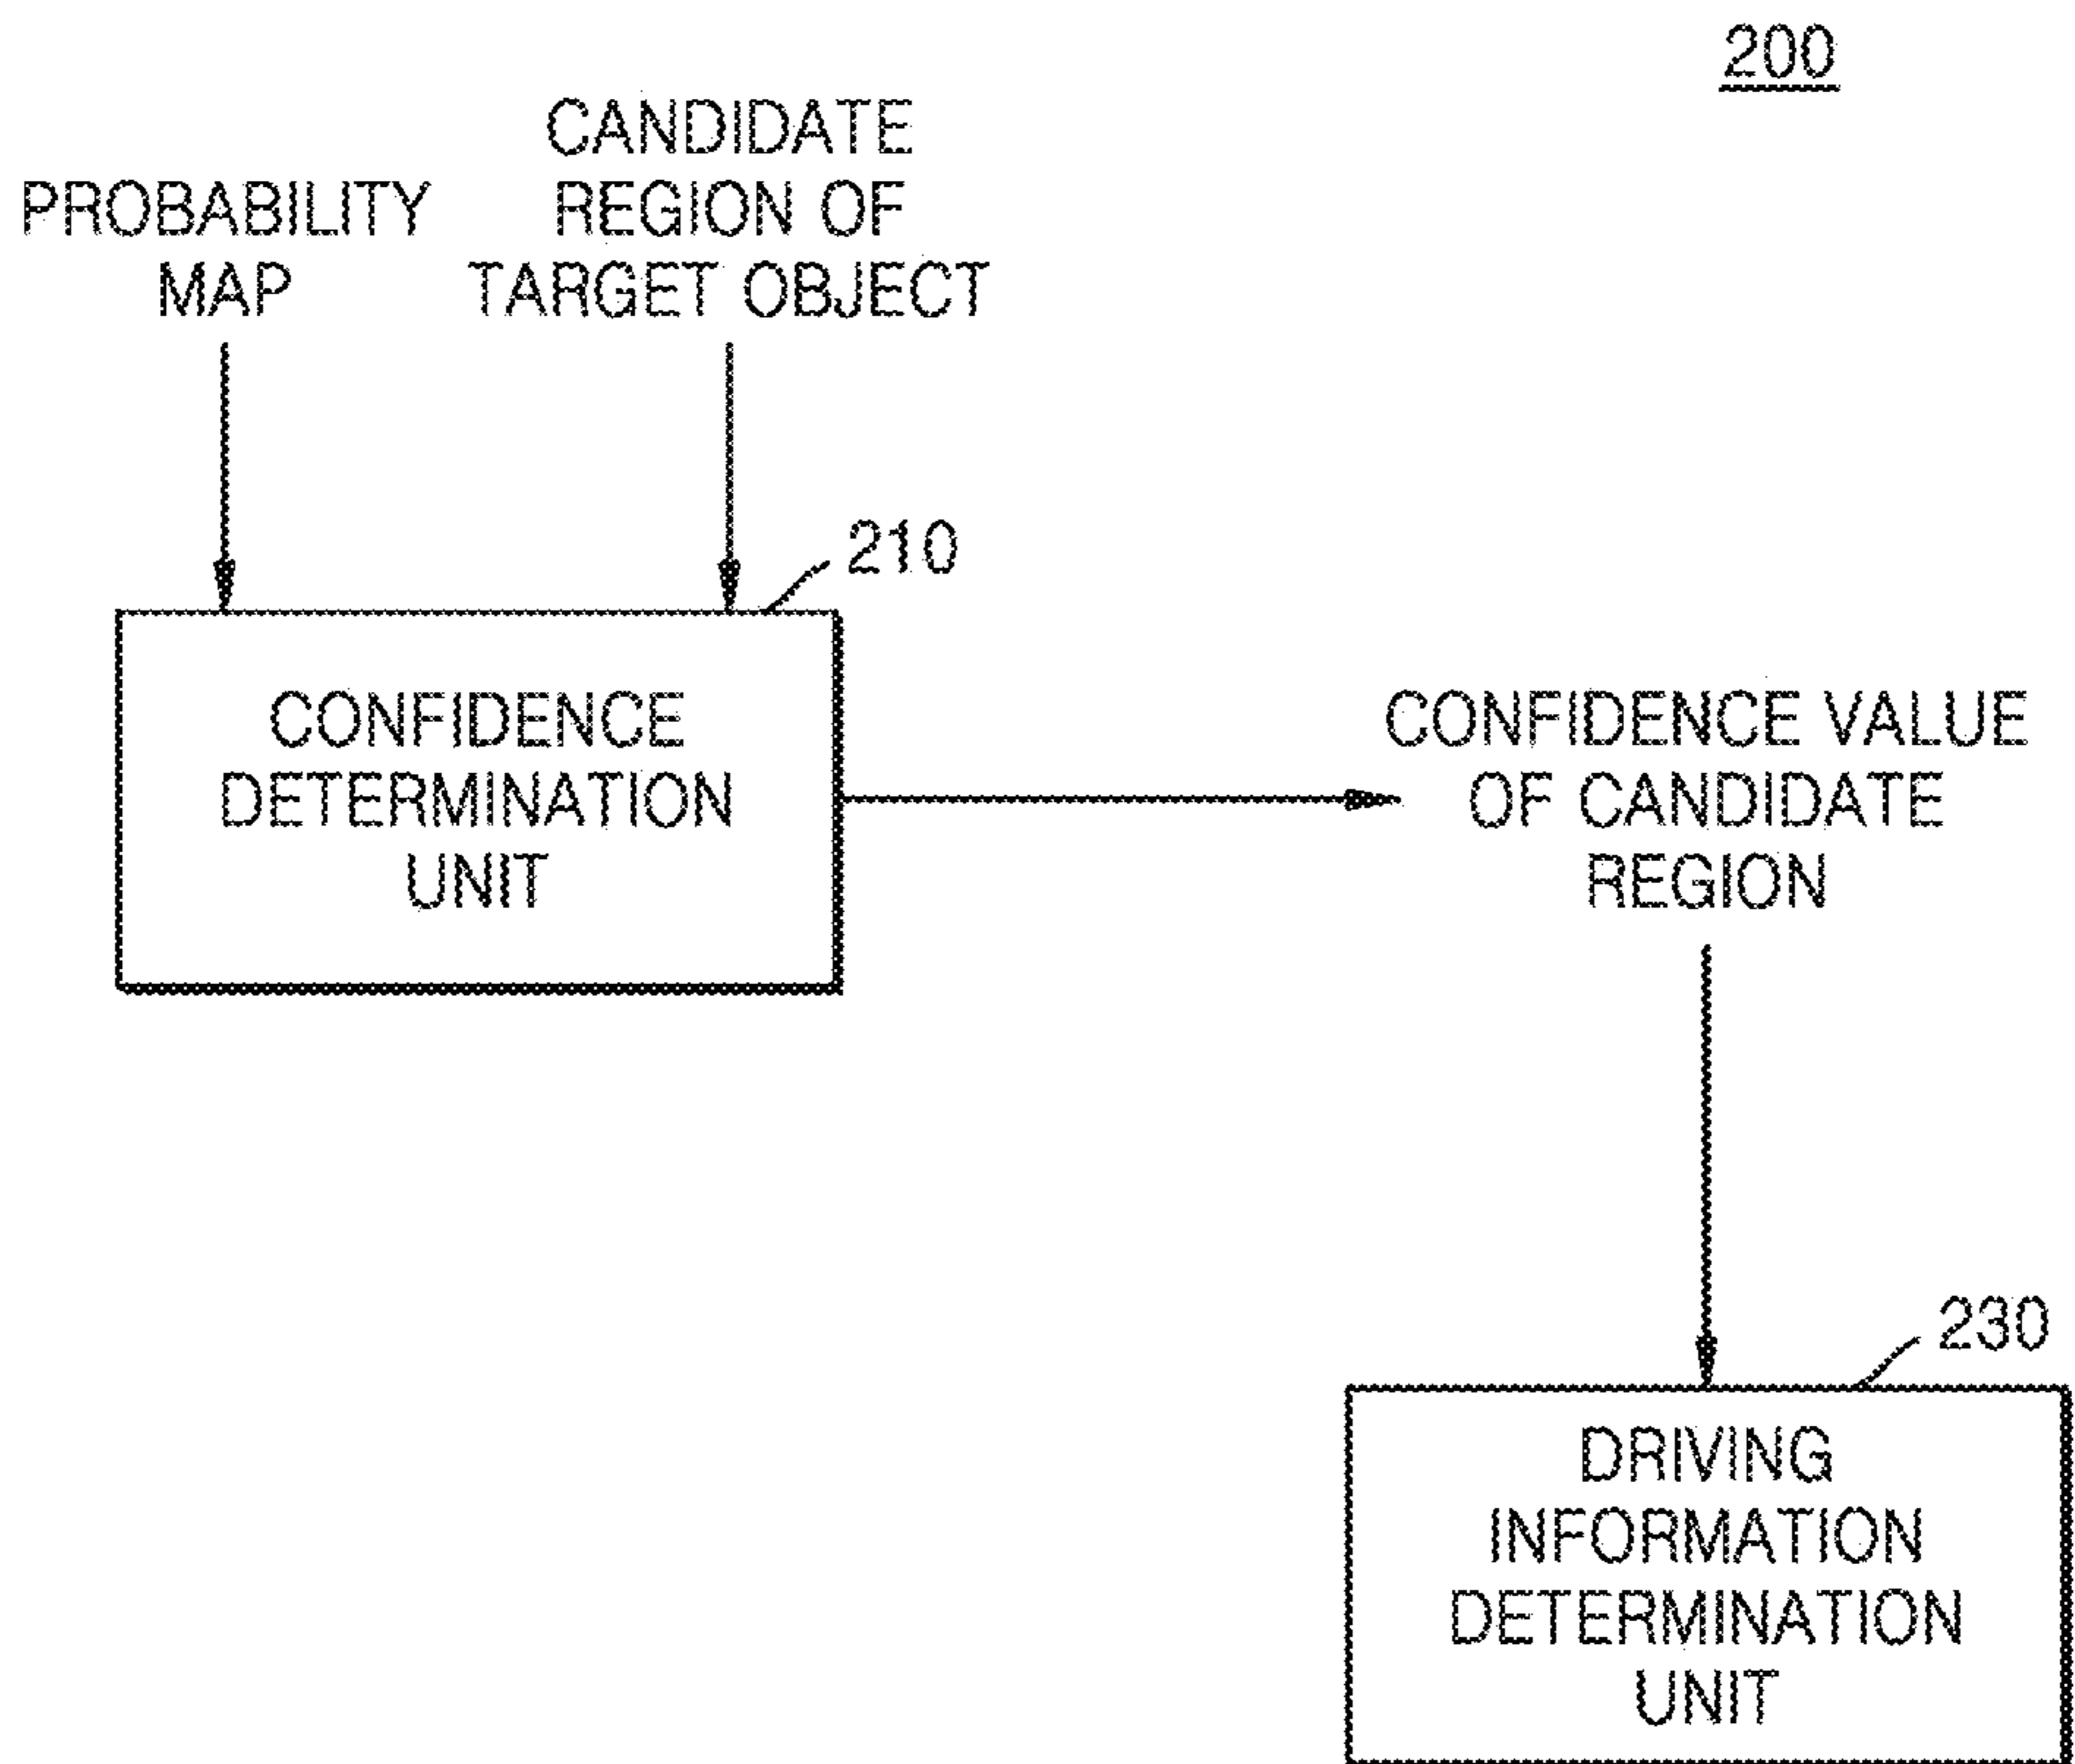 200
PROBABILITY
MAP
CANDIDATE
REGION OF
TARGET OBJECT
210
CONFIDENCE
DETERMINATION
UNIT
CONFIDENCE VALUE
OF CANDIDATE
REGION
230
DRIVING
INFORMATION
DETERMINATION
UNIT